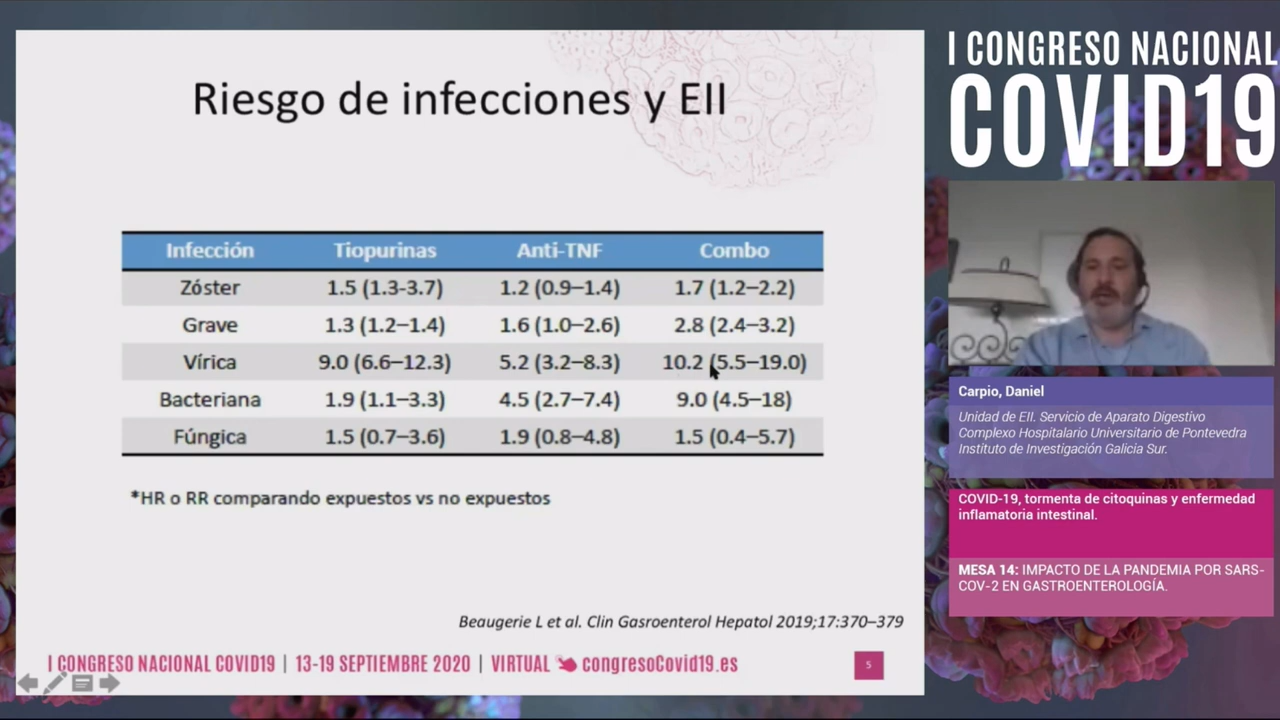 Riesgo de infecciones y EII
Infección Tiopurinas Anti-TNF Combo
Zóster 1.5 (1.3-3.7) 1.2 (0.9–1.4) 1.7 (1.2–2.2)
Grave 1.3 (1.2–1.4) 1.6 (1.0–2.6) 2.8 (2.4–3.2)
Vírica 9.0 (6.6–12.3) 5.2 (3.2–8.3) 10.2 (5.5–19.0)
Bacteriana 1.9 (1.1–3.3) 4.5 (2.7–7.4) 9.0 (4.5–18)
Fúngica 1.5 (0.7–3.6) 1.9 (0.8–4.8) 1.5 (0.4–5.7)
*HR o RR comparando expuestos vs no expuestos
Beaugerie L et al. Clin Gasroenterol Hepatol 2019;17:370–379
I CONGRESO NACIONAL COVID19 | 13-19 SEPTIEMBRE 2020 | VIRTUAL congresoCovid19.es
5
I CONGRESO NACIONAL
COVID19
Carpio, Daniel
Unidad de EII. Servicio de Aparato Digestivo
Complexo Hospitalario Universitario de Pontevedra
Instituto de Investigación Galicia Sur.
COVID-19, tormenta de citoquinas y enfermedad
inflamatoria intestinal.
MESA 14: IMPACTO DE LA PANDEMIA POR SARS-
COV-2 EN GASTROENTEROLOGÍA.